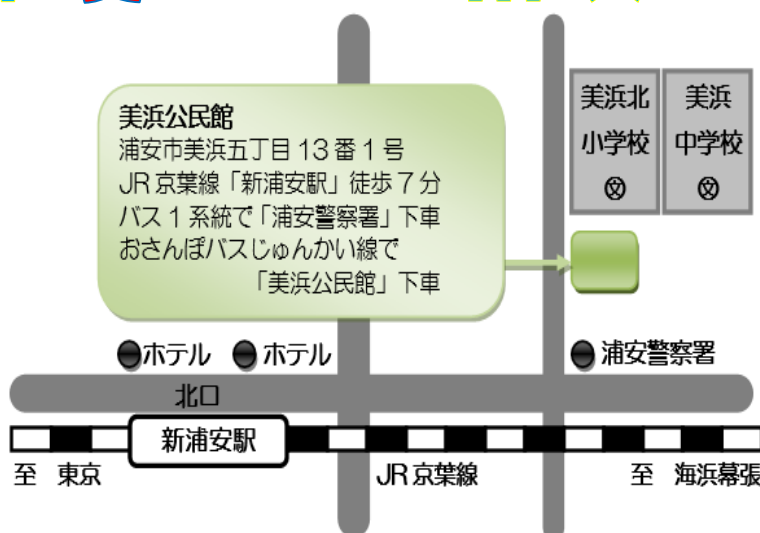 美浜公民館
浦安市美浜五丁目13番1号
JR京葉線「新浦安駅」徒歩7分
バス1系統で「浦安警察署」下車
おさんぽバスじゅんかい線で
「美浜公民館」下車
美浜北
小学校
文
美浜
中学校
文
ホテル
ホテル
浦安警察署
北口
新浦安駅
至 東京
JR京葉線
至 海浜幕張